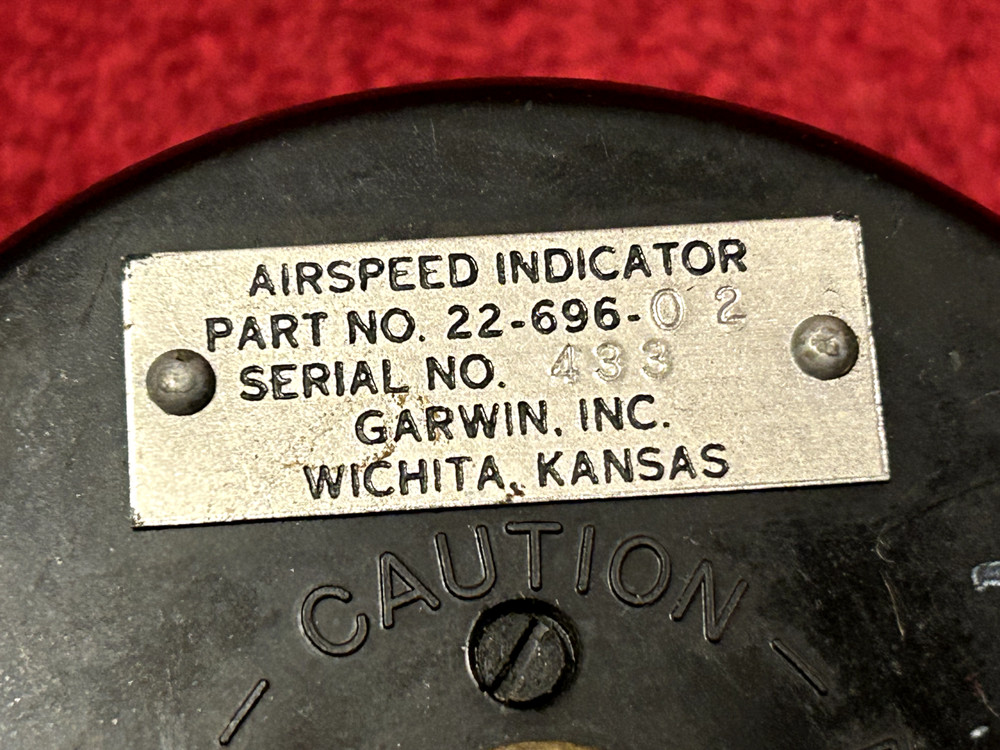 AIRSPEED INDICATOR
PART NO. 22-696-02
SERIAL NO. 433
GARWIN, INC.
WICHITA, KANSAS
CAUTION